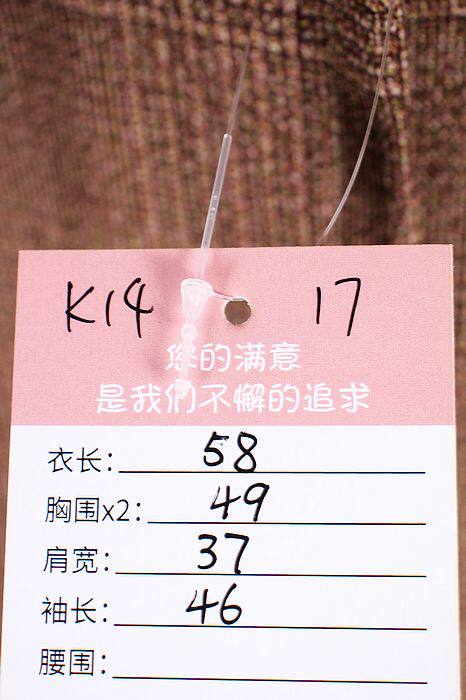 K14 17
您的满意
是我们不懈的追求
衣长: 58
胸围x2: 49
肩宽: 37
袖长: 46
腰围: